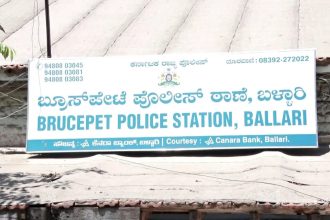 94808 03045
94808 03081
94808 03083
ಕರ್ನಾಟಕ ರಾಜ್ಯ ಪೊಲೀಸ್
ದೂರವಾಣಿ: 08392-272022
ಬ್ರೂಸ್‌ಪೇಟೆ ಪೊಲೀಸ್ ಠಾಣೆ, ಬಳ್ಳಾರಿ
BRUCEPET POLICE STATION, BALLARI
ಸೌಜನ್ಯ: ಕೆನರಾ ಬ್ಯಾಂಕ್, ಬಳ್ಳಾರಿ | Courtesy : Canara Bank, Ballari.